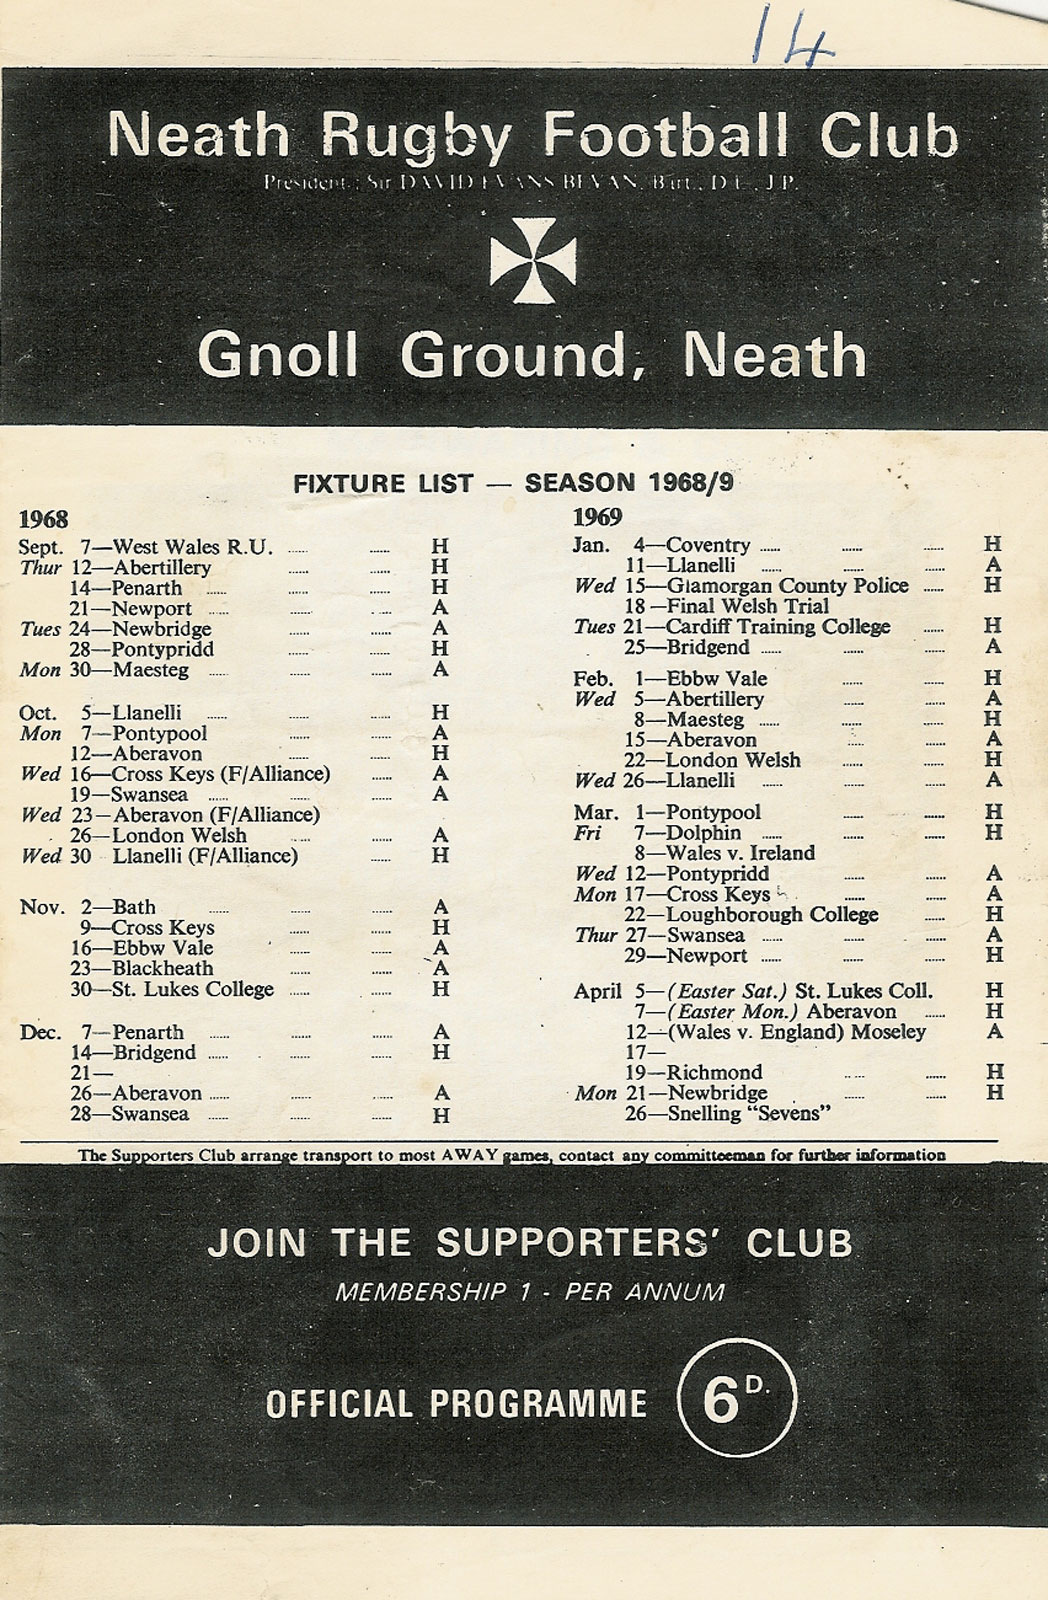 14
Neath Rugby Football Club
President: Sir DAVID EVANS BEVAN, Bart., D.L., J.P.
Gnoll Ground, Neath
FIXTURE LIST — SEASON 1968/9
1968
Sept. 7—West Wales R.U. ...... ...... H
Thur 12—Abertillery ...... ...... H
14—Penarth ...... ...... ...... H
21—Newport ...... ...... ...... A
Tues 24—Newbridge ...... ...... A
28—Pontypridd ...... ...... H
Mon 30—Maesteg ...... ...... ...... A
Oct. 5—Llanelli ...... ...... ...... H
Mon 7—Pontypool ...... ...... A
12—Aberavon ...... ...... H
Wed 16—Cross Keys (F/Alliance) ...... A
19—Swansea ...... ...... ...... A
Wed 23—Aberavon (F/Alliance)
26—London Welsh ...... ...... A
Wed 30 Llanelli (F/Alliance) ...... H
Nov. 2—Bath ...... ...... ...... A
9—Cross Keys ...... ...... H
16—Ebbw Vale ...... ...... A
23—Blackheath ...... ...... A
30—St. Lukes College ...... ...... H
Dec. 7—Penarth ...... ...... ...... A
14—Bridgend ...... ...... ...... H
21—
26—Aberavon ...... ...... ...... A
28—Swansea ...... ...... ...... H
1969
Jan. 4—Coventry ...... ...... ...... H
11—Llanelli ...... ...... ...... A
Wed 15—Glamorgan County Police ...... H
18—Final Welsh Trial
Tues 21—Cardiff Training College ...... H
25—Bridgend ...... ...... ...... A
Feb. 1—Ebbw Vale ...... ...... H
Wed 5—Abertillery ...... ...... A
8—Maesteg ...... ...... ...... H
15—Aberavon ...... ...... A
22—London Welsh ...... ...... H
Wed 26—Llanelli ...... ...... ...... A
Mar. 1—Pontypool ...... ...... H
Fri 7—Dolphin ...... ...... ...... H
8—Wales v. Ireland
Wed 12—Pontypridd ...... ...... A
Mon 17—Cross Keys ...... ...... A
22—Loughborough College ...... H
Thur 27—Swansea ...... ...... ...... A
29—Newport ...... ...... ...... H
April 5—(Easter Sat.) St. Lukes Coll. H
7—(Easter Mon.) Aberavon ...... H
12—(Wales v. England) Moseley A
17—
19—Richmond ...... ...... H
Mon 21—Newbridge ...... ...... H
26—Snelling "Sevens"
The Supporters Club arrange transport to most AWAY games, contact any committeeman for further information
JOIN THE SUPPORTERS' CLUB
MEMBERSHIP 1 - PER ANNUM
OFFICIAL PROGRAMME 6D.